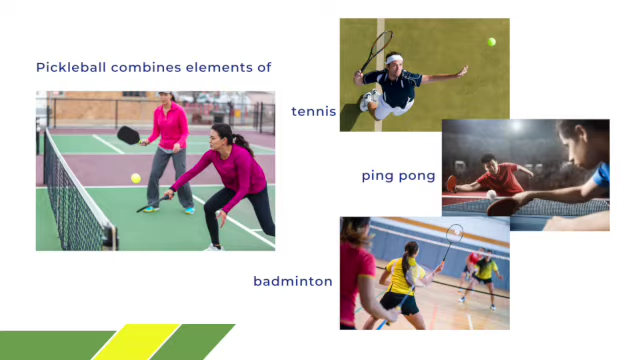 Pickleball combines elements of
tennis
ping pong
badminton